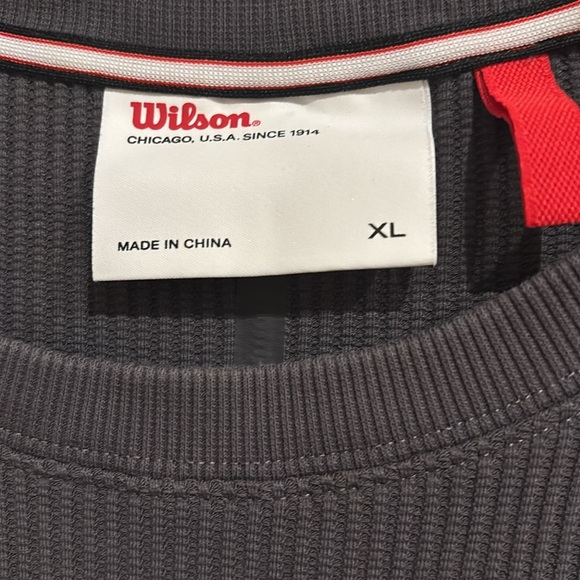 Wilson®
CHICAGO, U.S.A. SINCE 1914
MADE IN CHINA
XL